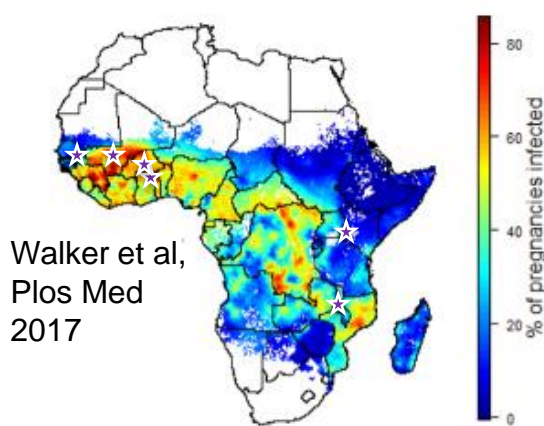 Walker et al,
Plos Med
2017
80
60
40
20
0
% of pregnancies infected